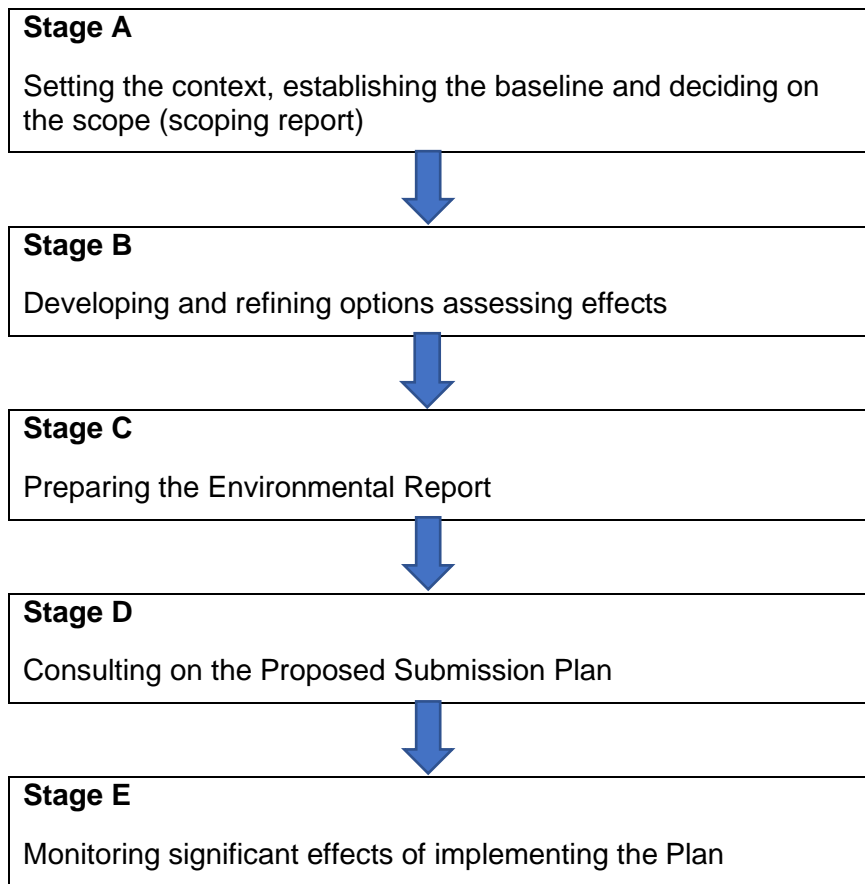 Stage A
Setting the context, establishing the baseline and deciding on
the scope (scoping report)
Stage B
Developing and refining options assessing effects
Stage C
Preparing the Environmental Report
Stage D
Consulting on the Proposed Submission Plan
Stage E
Monitoring significant effects of implementing the Plan